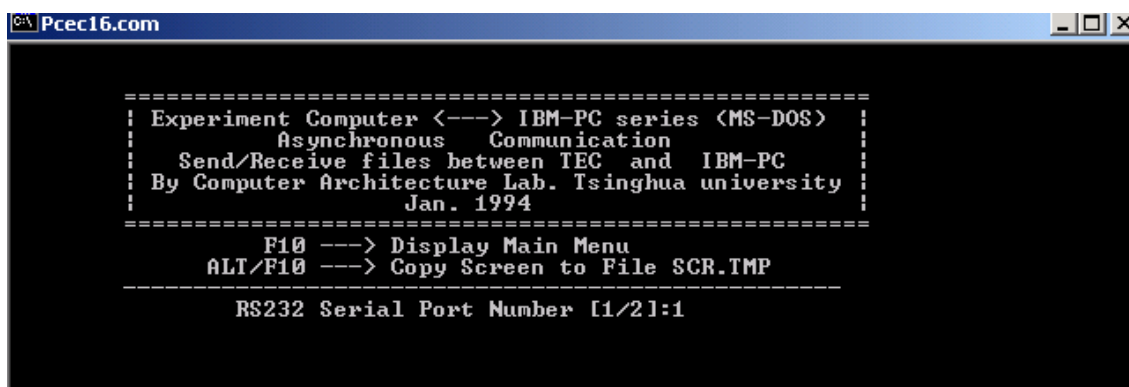 Pcec16.com
=====================================================
¦ Experiment Computer <---> IBM-PC series (MS-DOS) ¦
¦ Asynchronous Communication ¦
¦ Send/Receive files between TEC and IBM-PC ¦
¦ By Computer Architecture Lab. Tsinghua university ¦
¦ Jan. 1994 ¦
=====================================================
F10 ---> Display Main Menu
ALT/F10 ---> Copy Screen to File SCR.TMP
---------------------------------------------------
RS232 Serial Port Number [1/2]:1